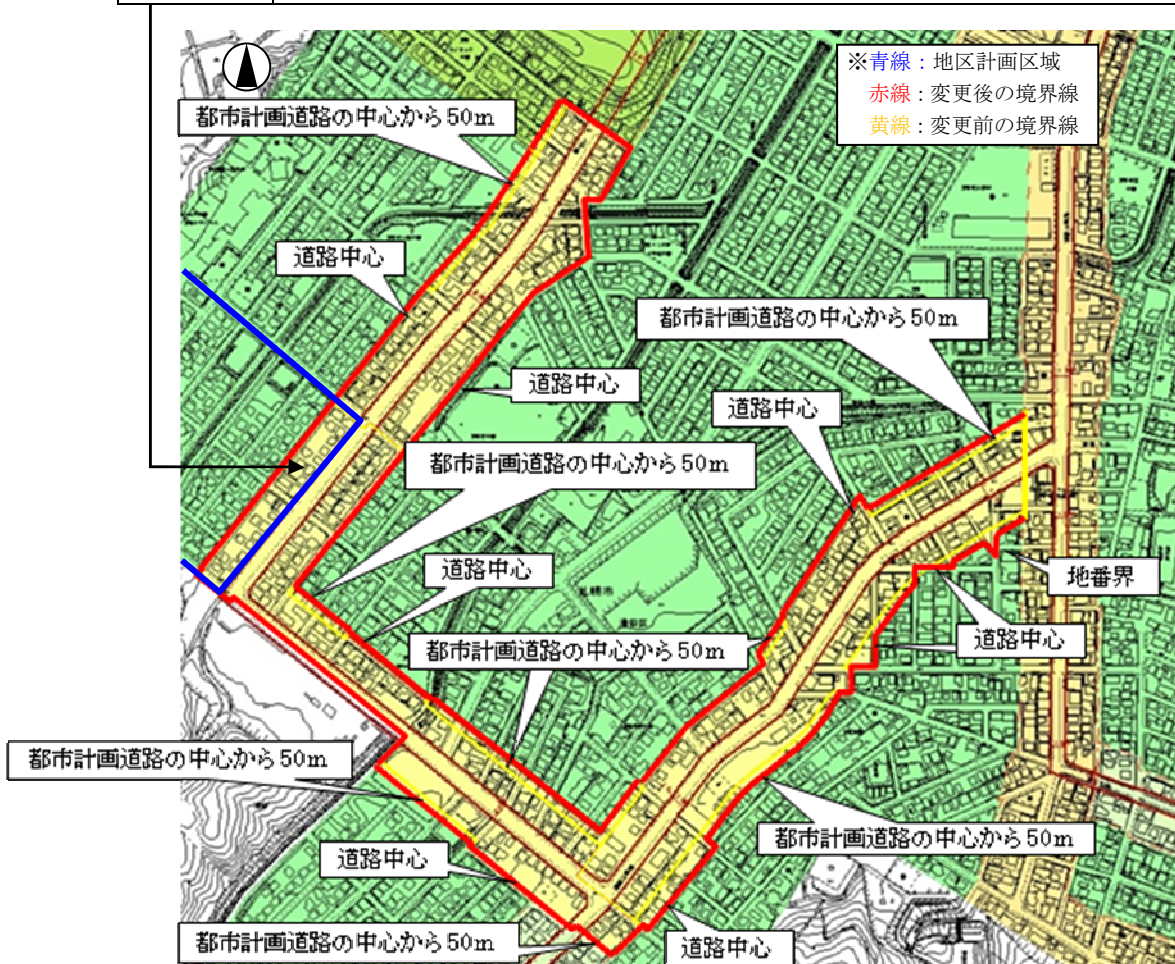 ※青線：地区計画区域
赤線：変更後の境界線
黄線：変更前の境界線
都市計画道路の中心から50m
道路中心
都市計画道路の中心から50m
道路中心
道路中心
都市計画道路の中心から50m
道路中心
地番界
道路中心
都市計画道路の中心から50m
都市計画道路の中心から50m
都市計画道路の中心から50m
道路中心
都市計画道路の中心から50m
道路中心